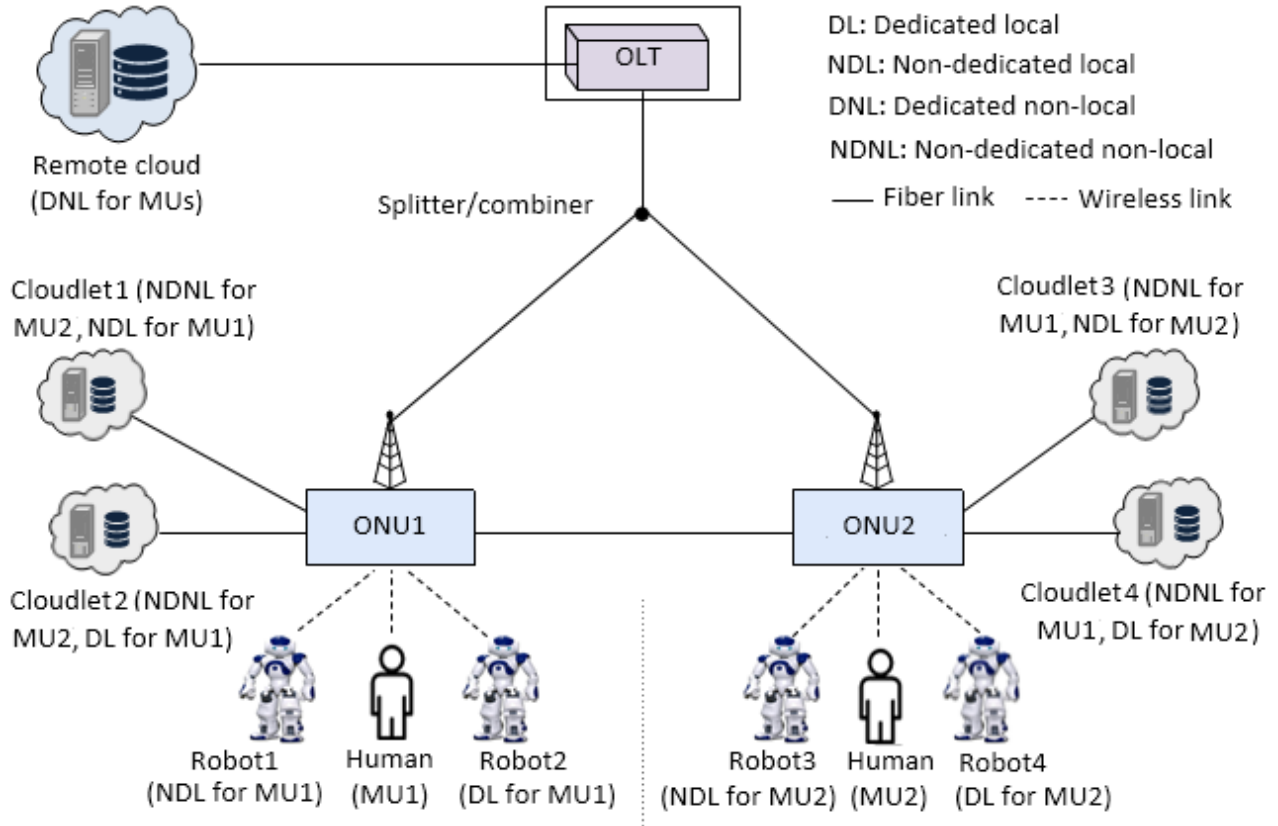 OLT
DL: Dedicated local
NDL: Non-dedicated local
DNL: Dedicated non-local
NDNL: Non-dedicated non-local
Fiber link
Wireless link
Remote cloud
(DNL for MUs)
Splitter/combiner
Cloudlet1 (NDNL for
MU2, NDL for MU1)
Cloudlet3 (NDNL for
MU1, NDL for MU2)
ONU1
ONU2
Cloudlet2 (NDNL for
MU2, DL for MU1)
Cloudlet4 (NDNL for
MU1, DL for MU2)
Robot1
(NDL for MU1)
Human
(MU1)
Robot2
(DL for MU1)
Robot3
(NDL for MU2)
Human
(MU2)
Robot4
(DL for MU2)